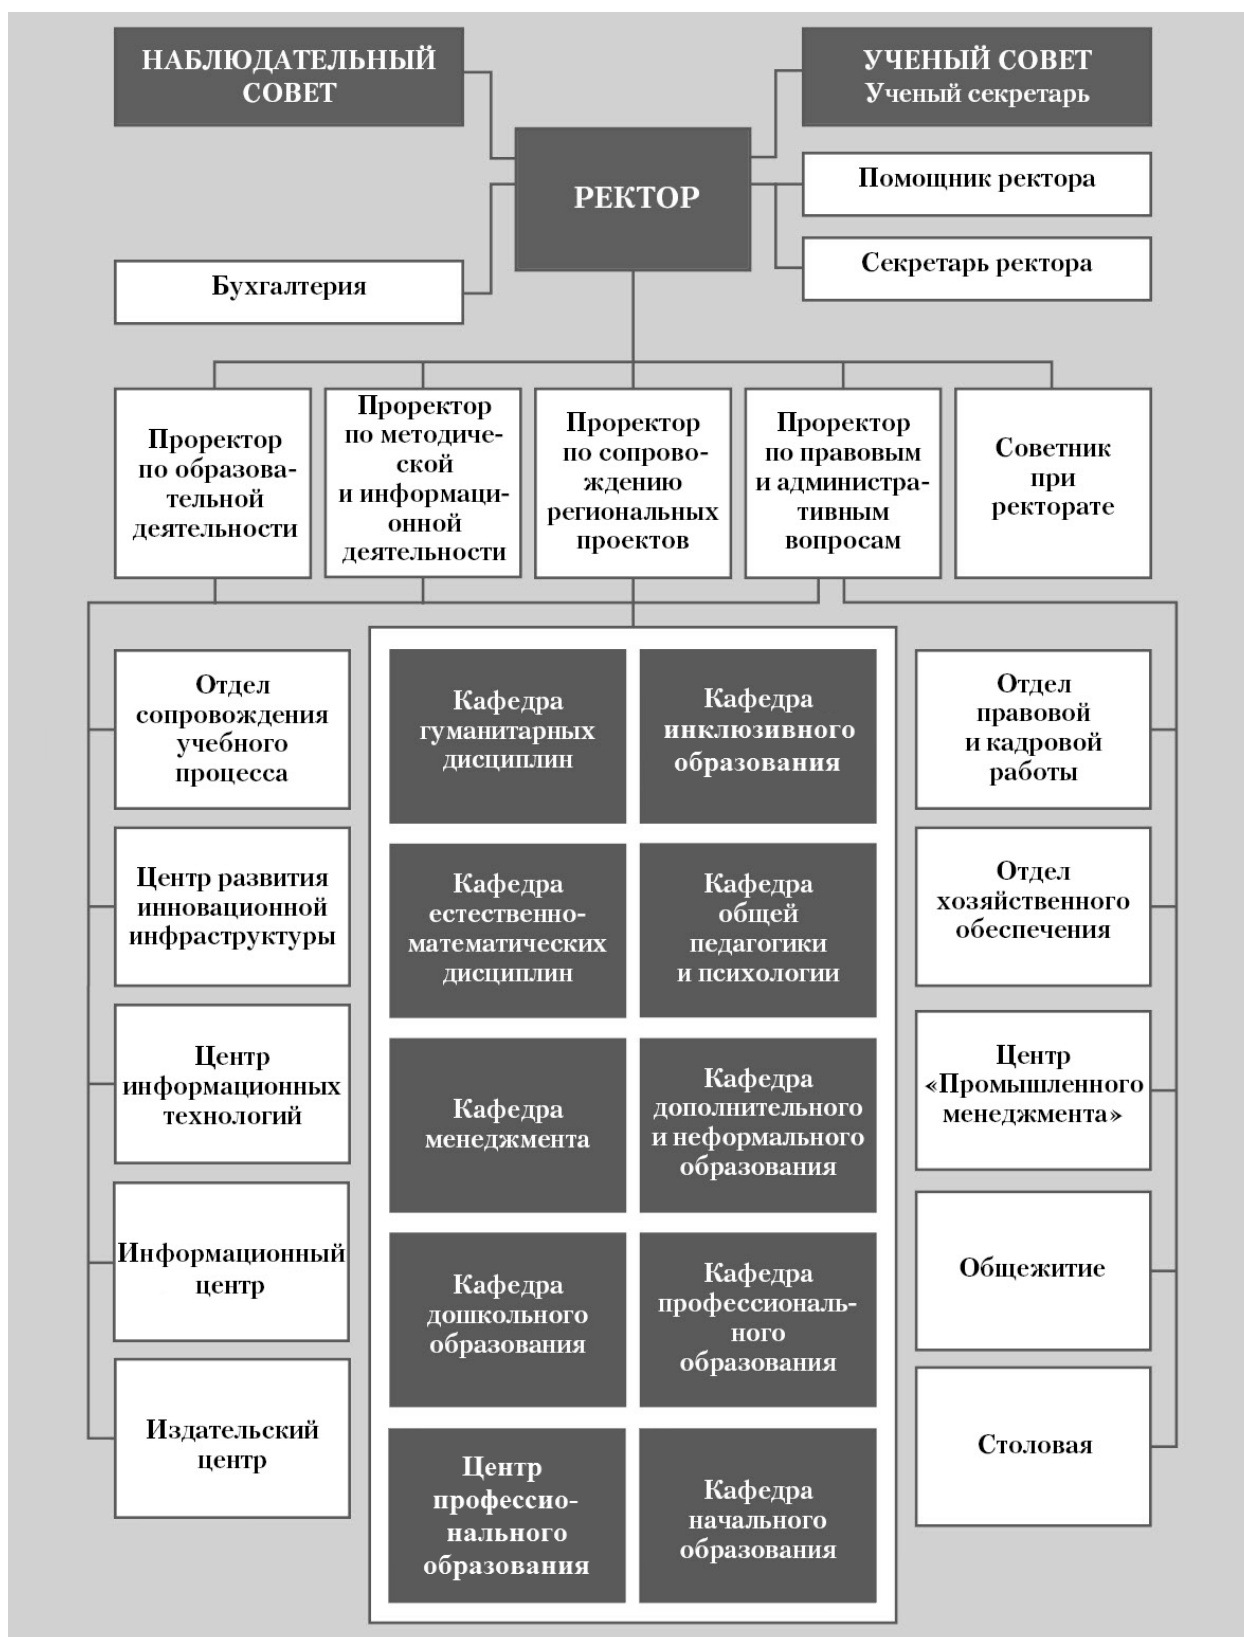 НАБЛЮДАТЕЛЬНЫЙ
СОВЕТ
УЧЕНЫЙ СОВЕТ
Ученый секретарь
РЕКТОР
Помощник ректора
Секретарь ректора
Бухгалтерия
Проректор
по образова-
тельной
деятельности
Проректор
по методиче-
ской
и информаци-
онной
деятельности
Проректор
по сопрово-
ждению
региональных
проектов
Проректор
по правовым
и администра-
тивным
вопросам
Советник
при
ректорате
Отдел
сопровождения
учебного
процесса
Центр развития
инновационной
инфраструктуры
Центр
информационных
технологий
Информационный
центр
Издательский
центр
Кафедра
гуманитарных
дисциплин
Кафедра
инклюзивного
образования
Кафедра
естественно-
математических
дисциплин
Кафедра
общей
педагогики
и психологии
Кафедра
менеджмента
Кафедра
дополнительного
и неформального
образования
Кафедра
дошкольного
образования
Кафедра
профессиональ-
ного
образования
Центр
профессио-
нального
образования
Кафедра
начального
образования
Отдел
правовой
и кадровой
работы
Отдел
хозяйственного
обеспечения
Центр
«Промышленного
менеджмента»
Общежитие
Столовая